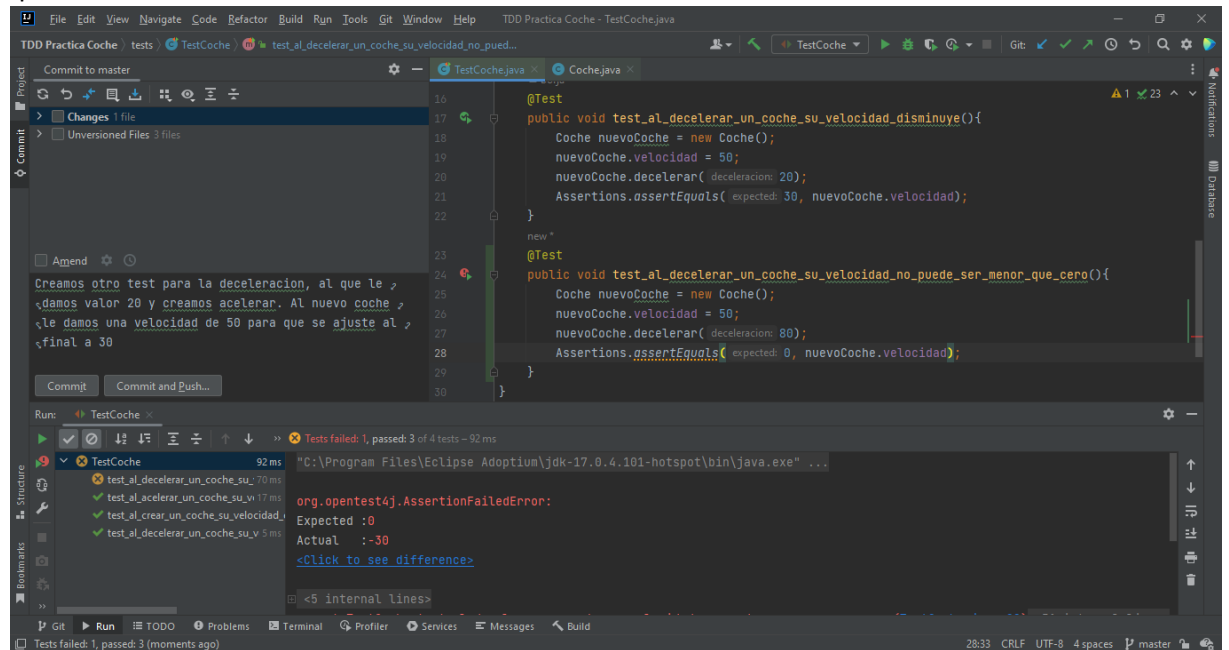 File Edit View Navigate Code Refactor Build Run Tools Git Window Help TDD Practica Coche - TestCoche.java
TDD Practica Coche tests TestCoche test_al_decelerar_un_coche_su_velocidad_no_pued... TestCoche Git:
Project
Commit to master
TestCoche.java Coche.java
Changes 1 file
Unversioned Files 3 files
Commit
Notifications
Database
1 23
16 @Test
17 public void test_al_decelerar_un_coche_su_velocidad_disminuye(){
18 Coche nuevoCoche = new Coche();
19 nuevoCoche.velocidad = 50;
20 nuevoCoche.decelerar( deceleracion: 20);
21 Assertions.assertEquals( expected: 30, nuevoCoche.velocidad);
22 }
new *
23 @Test
24 public void test_al_decelerar_un_coche_su_velocidad_no_puede_ser_menor_que_cero(){
25 Coche nuevoCoche = new Coche();
26 nuevoCoche.velocidad = 50;
27 nuevoCoche.decelerar( deceleracion: 80);
28 Assertions.assertEquals( expected: 0, nuevoCoche.velocidad);
29 }
30 }
Amend
Creamos otro test para la deceleracion, al que le
damos valor 20 y creamos acelerar. Al nuevo coche
le damos una velocidad de 50 para que se ajuste al
final a 30
Commit Commit and Push...
Run: TestCoche
Tests failed: 1, passed: 3 of 4 tests – 92 ms
TestCoche 92 ms
test_al_decelerar_un_coche_su_ 70 ms
test_al_acelerar_un_coche_su_v 17 ms
test_al_crear_un_coche_su_velocidad_
test_al_decelerar_un_coche_su_v 5 ms
"C:\Program Files\Eclipse Adoptium\jdk-17.0.4.101-hotspot\bin\java.exe" ...
org.opentest4j.AssertionFailedError:
Expected :0
Actual :-30
<Click to see difference>
<5 internal lines>
Structure
Bookmarks
Git Run TODO Problems Terminal Profiler Services Messages Build
Tests failed: 1, passed: 3 (moments ago) 28:33 CRLF UTF-8 4 spaces master